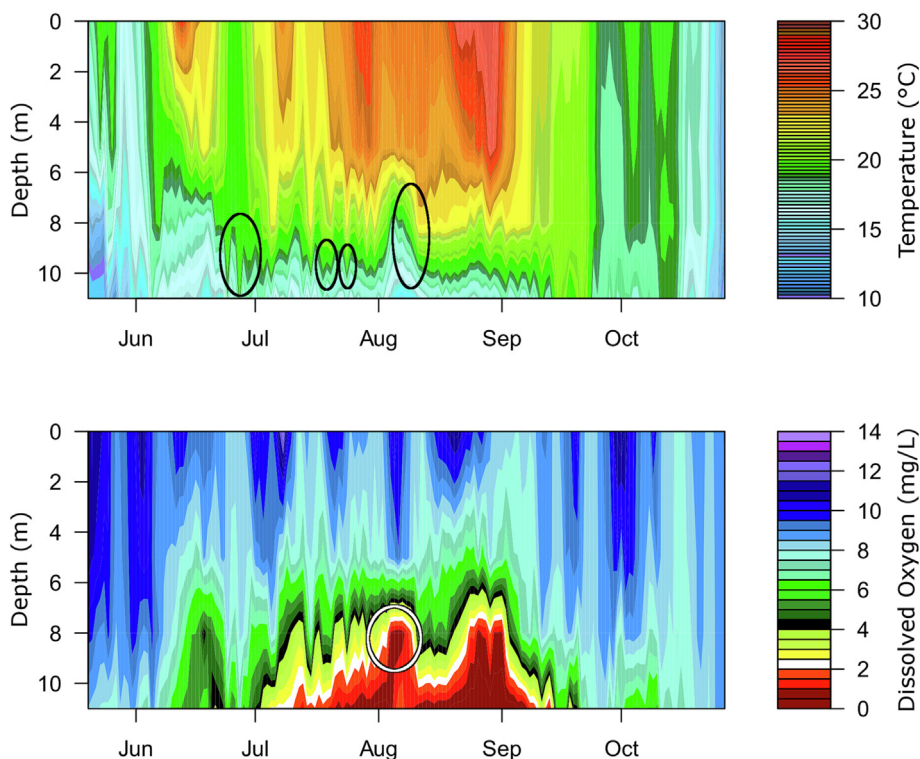 0
2
4
6
8
10
Depth (m)
Jun
Jul
Aug
Sep
Oct
30
25
20
15
10
Temperature (°C)
0
2
4
6
8
10
Depth (m)
Jun
Jul
Aug
Sep
Oct
14
12
10
8
6
4
2
0
Dissolved Oxygen (mg/L)